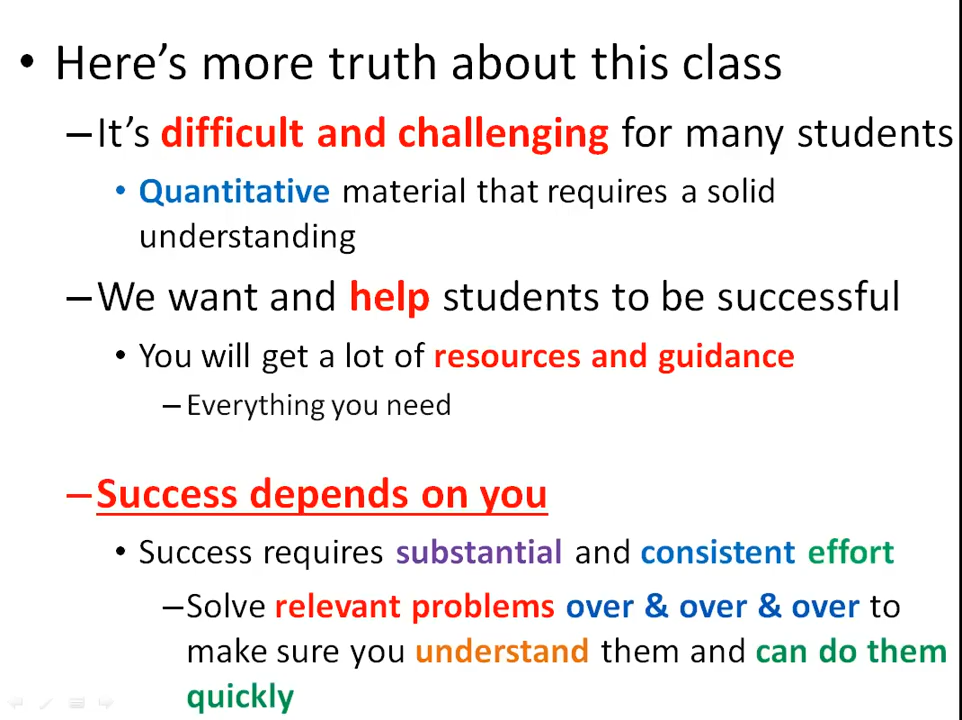 • Here's more truth about this class
–It's difficult and challenging for many students
• Quantitative material that requires a solid
understanding
–We want and help students to be successful
• You will get a lot of resources and guidance
–Everything you need
–Success depends on you
• Success requires substantial and consistent effort
–Solve relevant problems over & over & over to
make sure you understand them and can do them
quickly